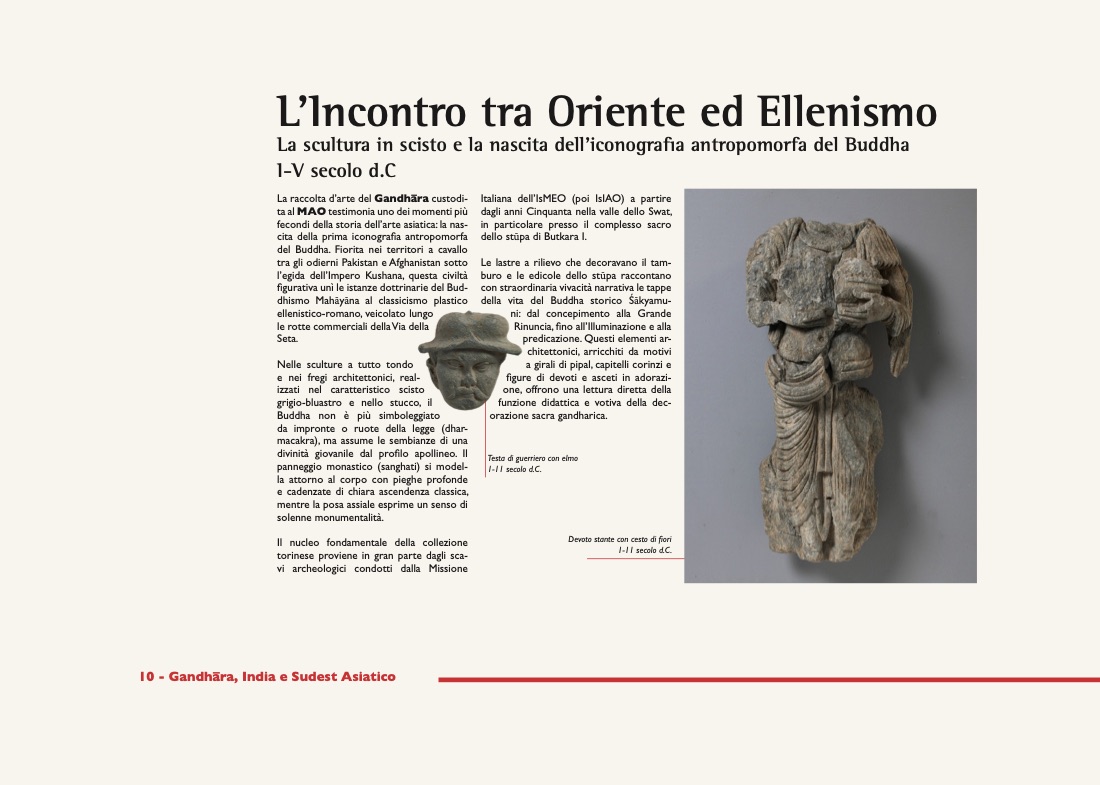 L'Incontro tra Oriente ed Ellenismo
La scultura in scisto e la nascita dell'iconografia antropomorfa del Buddha
I-V secolo d.C
La raccolta d'arte del Gandhāra custodi-
ta al MAO testimonia uno dei momenti più
fecondi della storia dell'arte asiatica: la nas-
cita della prima iconografia antropomorfa
del Buddha. Fiorita nei territori a cavallo
tra gli odierni Pakistan e Afghanistan sotto
l'egida dell'Impero Kushana, questa civiltà
figurativa unì le istanze dottrinarie del Bud-
dhismo Mahāyāna al classicismo plastico
ellenistico-romano, veicolato lungo
le rotte commerciali della Via della
Seta.
Nelle sculture a tutto tondo
e nei fregi architettonici, real-
izzati nel caratteristico scisto
grigio-bluastro e nello stucco, il
Buddha non è più simboleggiato
da impronte o ruote della legge (dhar-
macakra), ma assume le sembianze di una
divinità giovanile dal profilo apollineo. Il
panneggio monastico (sanghati) si model-
la attorno al corpo con pieghe profonde
e cadenzate di chiara ascendenza classica,
mentre la posa assiale esprime un senso di
solenne monumentalità.
Il nucleo fondamentale della collezione
torinese proviene in gran parte dagli sca-
vi archeologici condotti dalla Missione
Italiana dell'IsMEO (poi IsIAO) a partire
dagli anni Cinquanta nella valle dello Swat,
in particolare presso il complesso sacro
dello stūpa di Butkara I.
Le lastre a rilievo che decoravano il tam-
buro e le edicole dello stūpa raccontano
con straordinaria vivacità narrativa le tappe
della vita del Buddha storico Śākyamu-
ni: dal concepimento alla Grande
Rinuncia, fino all'Illuminazione e alla
predicazione. Questi elementi ar-
chitettonici, arricchiti da motivi
a girali di pipal, capitelli corinzi e
figure di devoti e asceti in adorazi-
one, offrono una lettura diretta della
funzione didattica e votiva della dec-
orazione sacra gandharica.
Testa di guerriero con elmo
I-II secolo d.C.
Devoto stante con cesto di fiori
I-II secolo d.C.
10 - Gandhāra, India e Sudest Asiatico